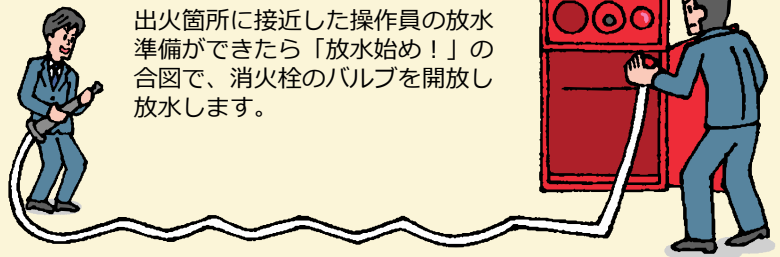 出火箇所に接近した操作員の放水
準備ができたら「放水始め！」の
合図で、消火栓のバルブを開放し
放水します。